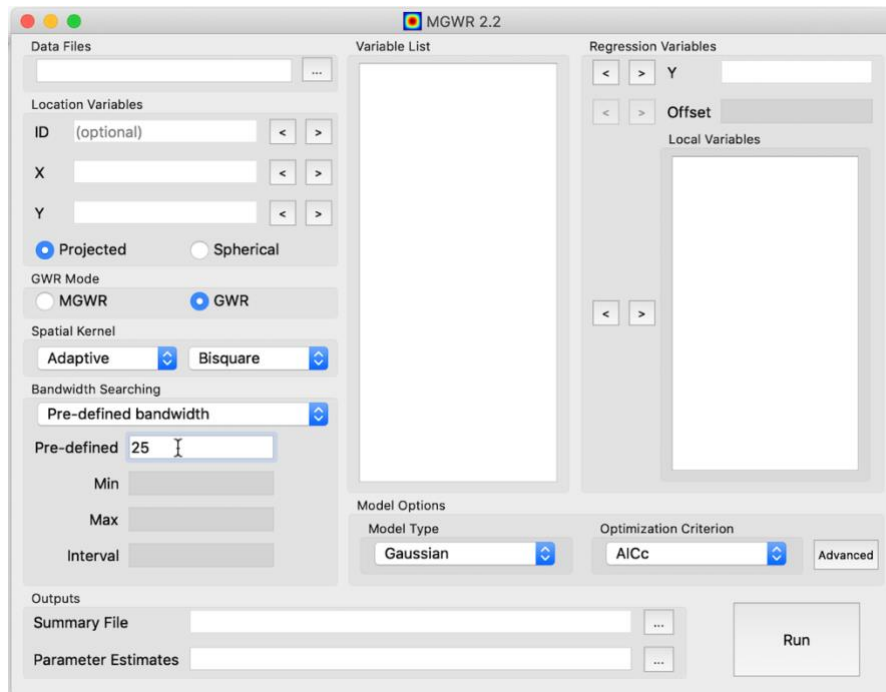 MGWR 2.2
Data Files
...
Location Variables
ID (optional) < >
X < >
Y < >
Projected Spherical
GWR Mode
MGWR GWR
Spatial Kernel
Adaptive Bisquare
Bandwidth Searching
Pre-defined bandwidth
Pre-defined 25
Min
Max
Interval
Variable List
Regression Variables
< > Y
< > Offset
Local Variables
< >
Model Options
Model Type
Gaussian
Optimization Criterion
AICc
Advanced
Outputs
Summary File ...
Parameter Estimates ...
Run